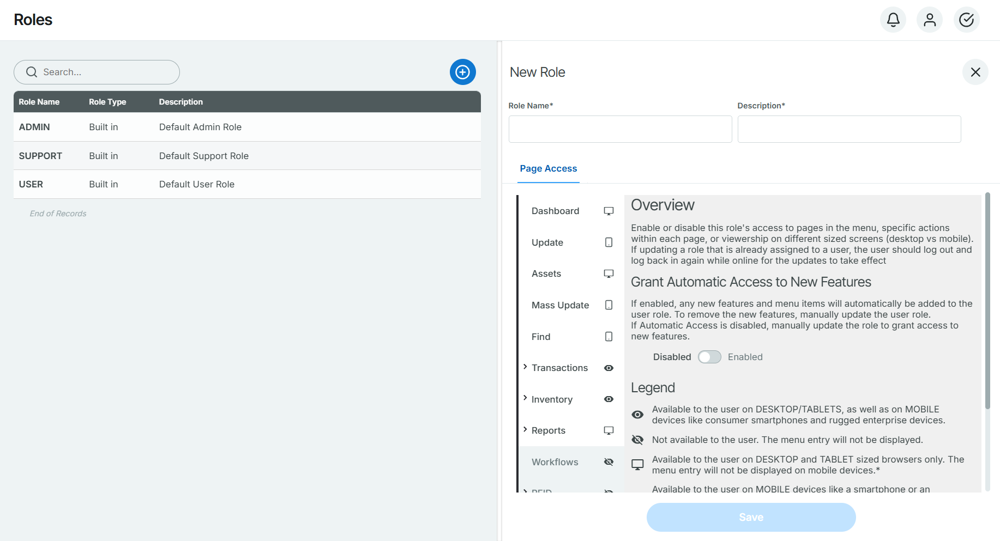 Roles
Search...
Role Name Role Type Description
ADMIN Built in Default Admin Role
SUPPORT Built in Default Support Role
USER Built in Default User Role
End of Records
New Role
Role Name* Description*
Page Access
Dashboard
Update
Assets
Mass Update
Find
Transactions
Inventory
Reports
Workflows
RFID
Overview
Enable or disable this role's access to pages in the menu, specific actions
within each page, or viewership on different sized screens (desktop vs mobile).
If updating a role that is already assigned to a user, the user should log out and
log back in again while online for the updates to take effect
Grant Automatic Access to New Features
If enabled, any new features and menu items will automatically be added to the
user role. To remove the new features, manually update the user role.
If Automatic Access is disabled, manually update the role to grant access to
new features.
Disabled Enabled
Legend
Available to the user on DESKTOP/TABLETS, as well as on MOBILE
devices like consumer smartphones and rugged enterprise devices.
Not available to the user. The menu entry will not be displayed.
Available to the user on DESKTOP and TABLET sized browsers only. The
menu entry will not be displayed on mobile devices.*
Available to the user on MOBILE devices like a smartphone or an
Save